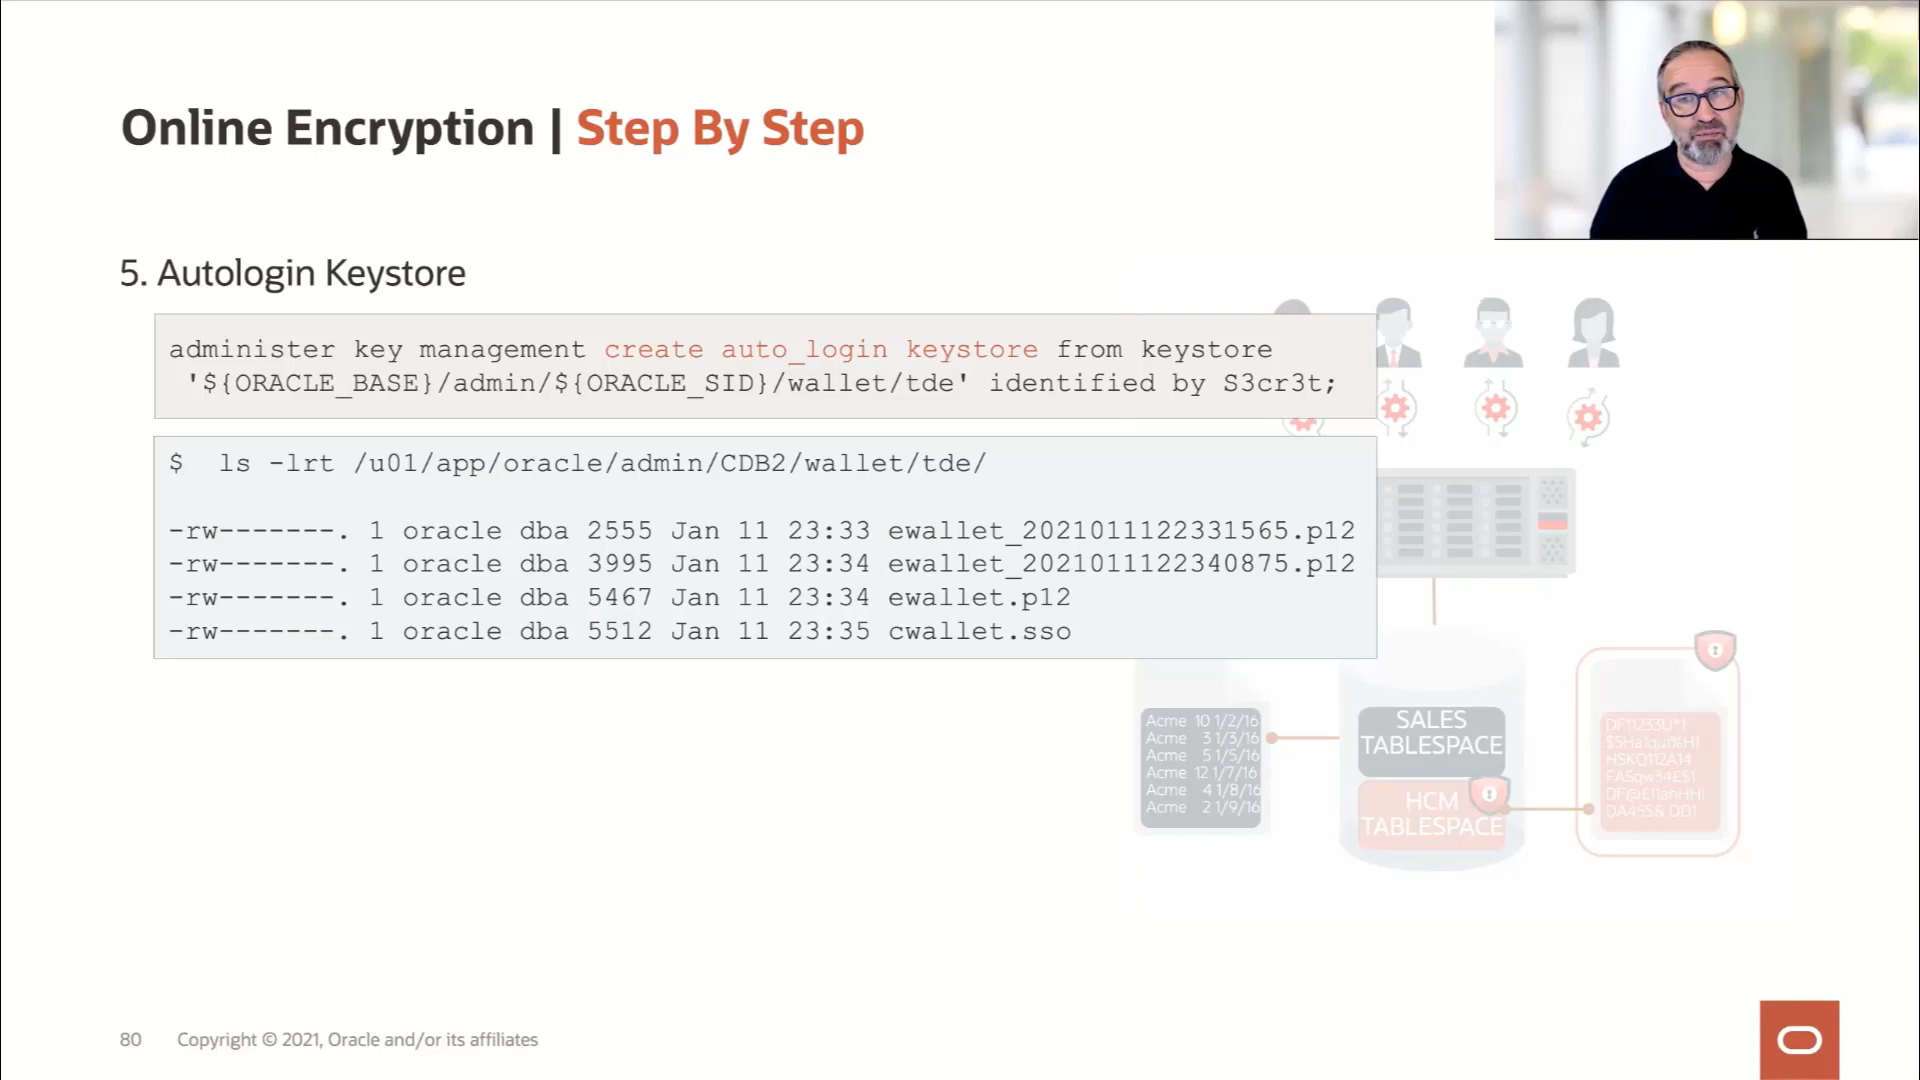 Online Encryption | Step By Step
5. Autologin Keystore
administer key management create auto_login keystore from keystore
'${ORACLE_BASE}/admin/${ORACLE_SID}/wallet/tde' identified by S3cr3t;
$ ls -lrt /u01/app/oracle/admin/CDB2/wallet/tde/
-rw-------. 1 oracle dba 2555 Jan 11 23:33 ewallet_2021011122331565.p12
-rw-------. 1 oracle dba 3995 Jan 11 23:34 ewallet_2021011122340875.p12
-rw-------. 1 oracle dba 5467 Jan 11 23:34 ewallet.p12
-rw-------. 1 oracle dba 5512 Jan 11 23:35 cwallet.sso
Acme 10 1/2/16
Acme 3 1/3/16
Acme 5 1/5/16
Acme 12 1/7/16
Acme 4 1/8/16
Acme 2 1/9/16
SALES
TABLESPACE
HCM
TABLESPACE
DF11233U*1
HSKQ112A14
FASqw34ES1
80 Copyright © 2021, Oracle and/or its affiliates